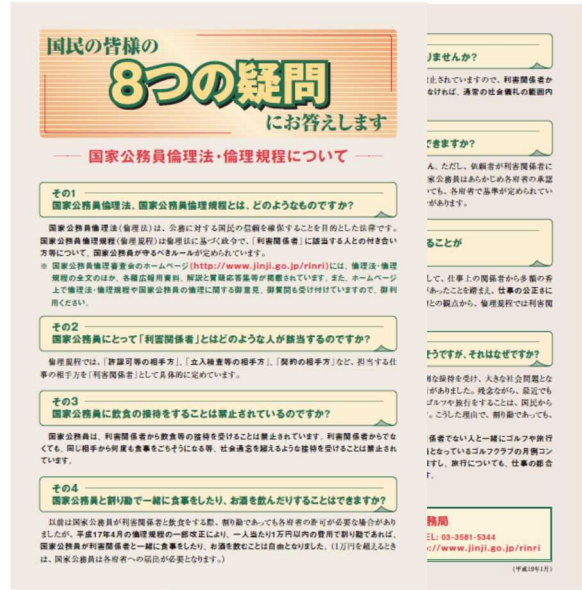 国民の皆様の
8つの疑問
にお答えします
国家公務員倫理法・倫理規程について
その1
国家公務員倫理法、国家公務員倫理規程とは、どのようなものですか？
国家公務員倫理法（倫理法）は、公務に対する国民の信頼を確保することを目的とした法律です。
国家公務員倫理規程（倫理規程）は倫理法に基づく政令で、「利害関係者」に該当する人との付き合い
方等について、国家公務員が守るべきルールが定められています。
※ 国家公務員倫理審査会のホームページ（http://www.jinji.go.jp/rinri）には、倫理法・倫理
規程の全文のほか、各種広報用資料、解説と質疑応答集等が掲載されています。また、ホームページ
上で倫理法・倫理規程や国家公務員の倫理に関する御意見、御質問も受け付けていますので、御利
用ください。
その2
国家公務員にとって「利害関係者」とはどのような人が該当するのですか？
倫理規程では、「許認可等の相手方」、「立入検査等の相手方」、「契約の相手方」など、担当する仕
事の相手方を「利害関係者」として具体的に定めています。
その3
国家公務員に飲食の接待をすることは禁止されているのですか？
国家公務員は、利害関係者から飲食等の接待を受けることは禁止されています。利害関係者からでな
くても、同じ相手から何度も食事をごちそうになる等、社会通念を超えるような接待を受けることは禁止され
ています。
その4
国家公務員と割り勘で一緒に食事をしたり、お酒を飲んだりすることはできますか？
以前は国家公務員が利害関係者と飲食をする際、割り勘であっても各府省の許可が必要な場合があり
ましたが、平成17年4月の倫理規程の一部改正により、一人当たり1万円以内の費用で割り勘であれば、
国家公務員が利害関係者と一緒に食事をしたり、お酒を飲むことは自由となりました。（1万円を超えるとき
は、国家公務員は各府省への届出が必要となります。）
りませんか？
止されていますので、利害関係者か
なければ、通常の社会儀礼の範囲内
できますか？
ん。ただし、依頼者が利害関係者に
家公務員はあらかじめ各府省の承認
ても、各府省で基準が定められてい
があります。
ることが
して、仕事上の関係者から多額の香
あったことを踏まえ、仕事の公正さに
との観点から、倫理規程では利害関
そうですが、それはなぜですか？
な接待を受け、大きな社会問題とな
がありました。残念ながら、最近でも
ゴルフや旅行をすることは、国民から
。こうした理由で、割り勘であっても、
係者でない人と一緒にゴルフや旅行
となっているゴルフクラブの月例コン
すし、旅行についても、仕事の都合
す。
務局
EL: 03-3581-5344
://www.jinji.go.jp/rinri
（平成19年1月）